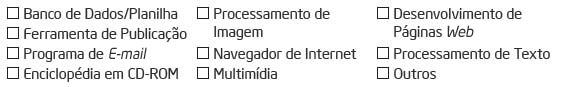 ☐ Banco de Dados/Planilha
☐ Ferramenta de Publicação
☐ Programa de E-mail
☐ Enciclopédia em CD-ROM
☐ Processamento de
Imagem
☐ Navegador de Internet
☐ Multimídia
☐ Desenvolvimento de
Páginas Web
☐ Processamento de Texto
☐ Outros